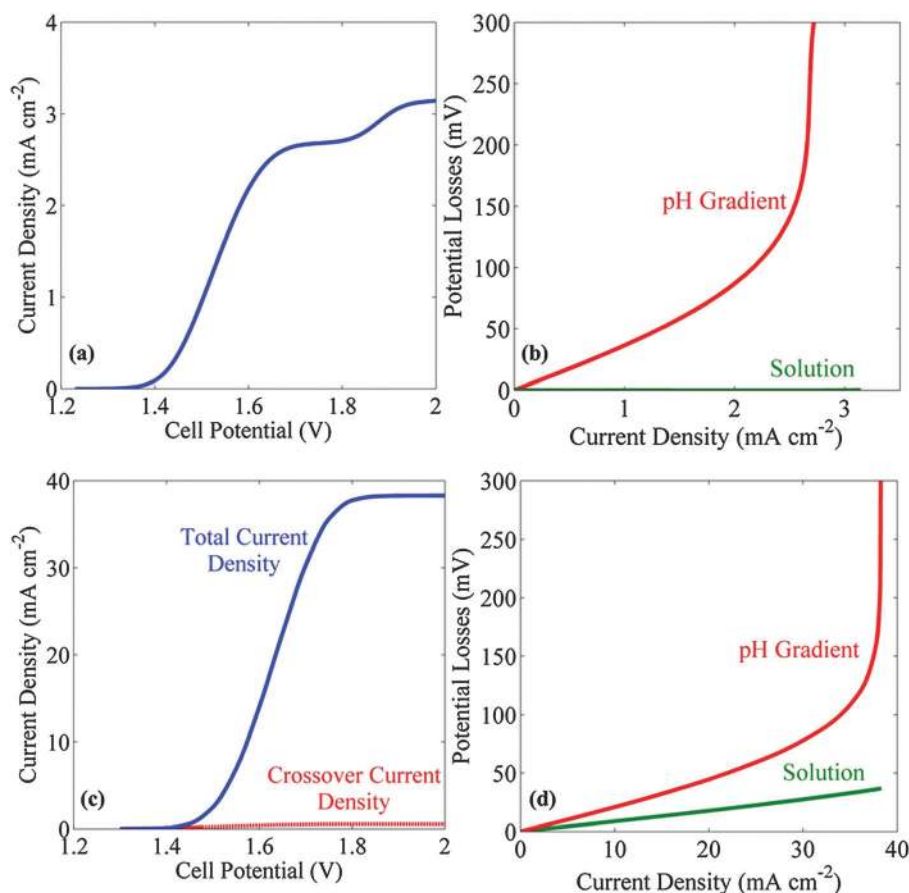 4
3
2
1
0
Current Density (mA cm⁻²)
(a)
1.2
1.4
1.6
1.8
2
Cell Potential (V)
300
250
200
150
100
50
0
Potential Losses (mV)
pH Gradient
Solution
(b)
0
1
2
3
Current Density (mA cm⁻²)
40
30
20
10
0
Current Density (mA cm⁻²)
Total Current
Density
Crossover Current
Density
(c)
1.2
1.4
1.6
1.8
2
Cell Potential (V)
300
250
200
150
100
50
0
Potential Losses (mV)
pH Gradient
Solution
(d)
0
10
20
30
40
Current Density (mA cm⁻²)